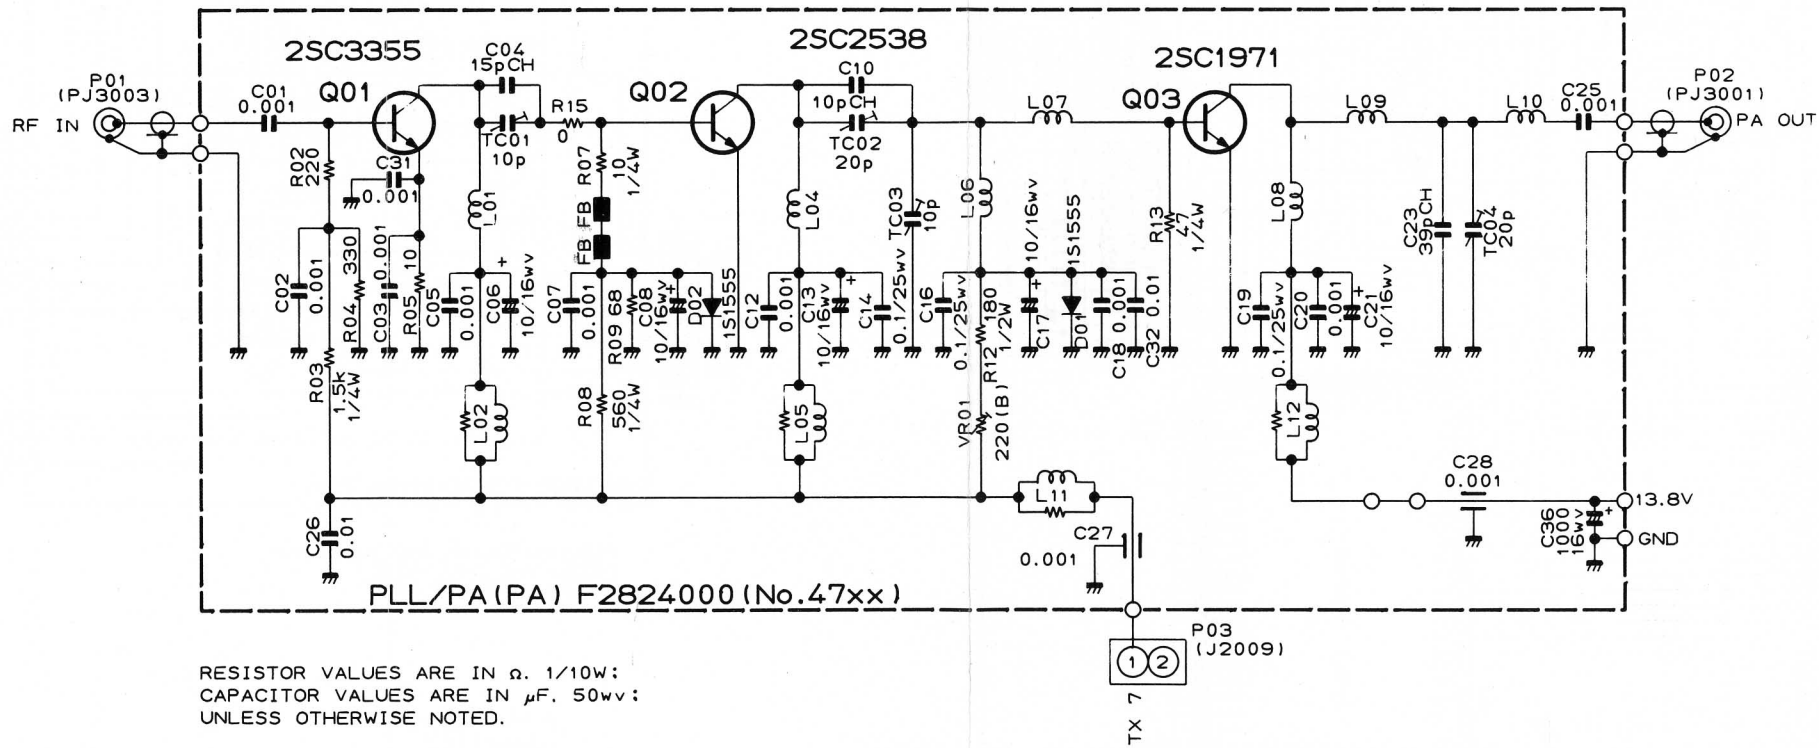 2SC3355
2SC2538
2SC1971
P01
(PJ3003)
RF IN
C01
0.001
Q01
C04
15pCH
TC01
10p
R15
0
Q02
C10
10pCH
TC02
20p
L07
Q03
L09
L10
C25
0.001
P02
(PJ3001)
PA OUT
R02
220
C31
0.001
L01
R07
10
1/4W
FB
FB
L04
TC03
10p
L06
10/16wv
1S1555
R13
47
1/4W
L08
C23
39pCH
TC04
20p
C02
0.001
R04
330
C03
0.001
R05
10
C05
0.001
C06
+
10/16wv
C07
0.001
R09
68
C08
+
10/16wv
D02
1S1555
C12
0.001
C13
+
10/16wv
C14
0.1/25wv
C16
0.1/25wv
R12
180
1/2W
C17
+
D01
C18
0.001
C32
0.01
C19
0.1/25wv
C20
0.001
C21
+
10/16wv
R03
1.5k
1/4W
L02
R08
560
1/4W
L05
VR01
220(B)
L12
C26
0.01
L11
C27
0.001
C28
0.001
13.8V
C36
1000
16wv
+
GND
PLL/PA(PA) F2824000(No.47xx)
P03
(J2009)
1 2
TX 7
RESISTOR VALUES ARE IN Ω. 1/10W;
CAPACITOR VALUES ARE IN µF. 50wv;
UNLESS OTHERWISE NOTED.